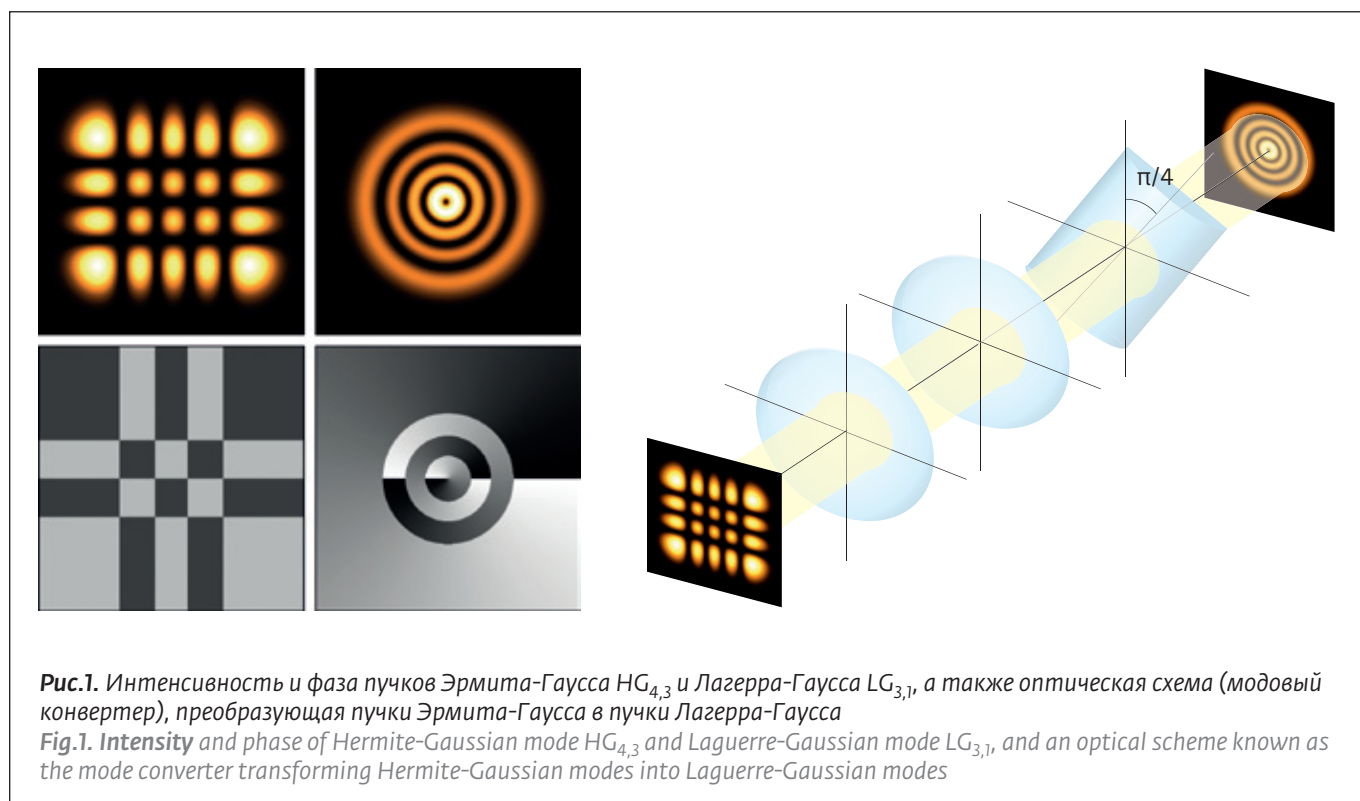 π/4
Рис.1. Интенсивность и фаза пучков Эрмита-Гаусса HG4,3 и Лагерра-Гаусса LG3,1, а также оптическая схема (модовый
конвертер), преобразующая пучки Эрмита-Гаусса в пучки Лагерра-Гаусса
Fig.1. Intensity and phase of Hermite-Gaussian mode HG4,3 and Laguerre-Gaussian mode LG3,1, and an optical scheme known as
the mode converter transforming Hermite-Gaussian modes into Laguerre-Gaussian modes